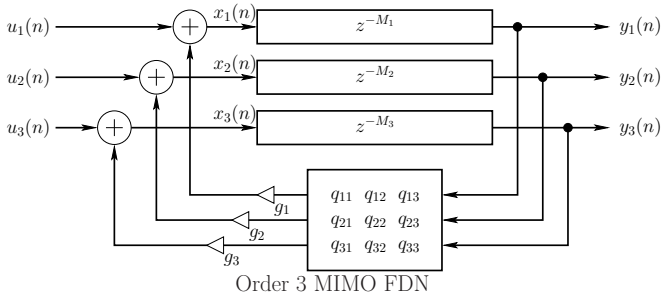 u₁(n) x₁(n) z^{-M₁} y₁(n)
u₂(n) x₂(n) z^{-M₂} y₂(n)
u₃(n) x₃(n) z^{-M₃} y₃(n)
g₁ q₁₁ q₁₂ q₁₃
g₂ q₂₁ q₂₂ q₂₃
g₃ q₃₁ q₃₂ q₃₃
Order 3 MIMO FDN